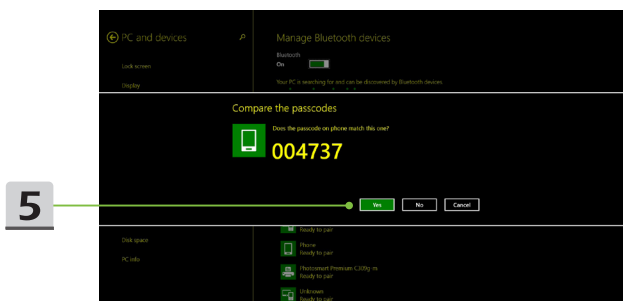 PC and devices
Manage Bluetooth devices
Bluetooth
On
Lock screen
Your PC is searching for and can be discovered by Bluetooth devices
Display
Compare the passcodes
Does the passcode on phone match this one?
004737
5
Yes
No
Cancel
Ready to pair
Disk space
Phone
Ready to pair
PC info
Photosmart Premium C309g-m
Ready to pair
Unknown
Ready to pair